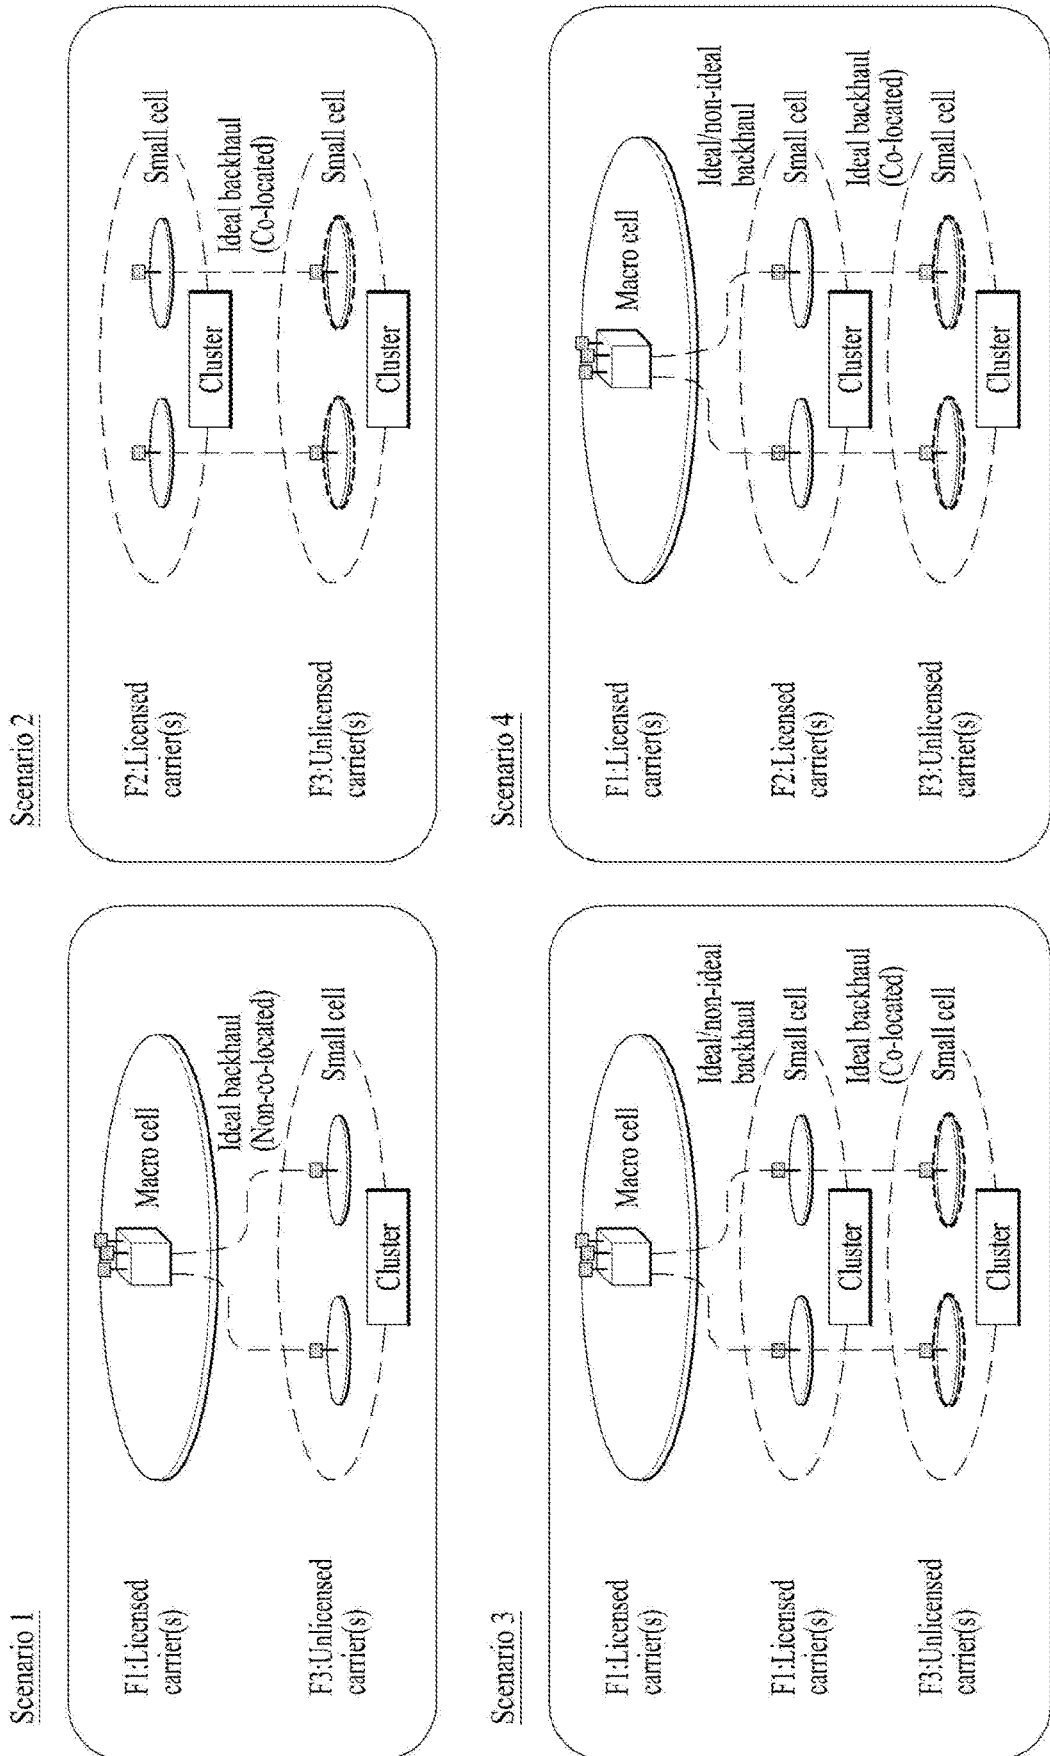 Scenario 1
F1:Licensed
carrier(s)
Macro cell
Ideal backhaul
(Non-co-located)
F3:Unlicensed
carrier(s)
Small cell
Cluster
Scenario 2
F2:Licensed
carrier(s)
Small cell
Cluster
Ideal backhaul
(Co-located)
F3:Unlicensed
carrier(s)
Small cell
Cluster
Scenario 3
F1:Licensed
carrier(s)
Macro cell
Ideal/non-ideal
backhaul
F1:Licensed
carrier(s)
Small cell
Cluster
Ideal backhaul
(Co-located)
F3:Unlicensed
carrier(s)
Small cell
Cluster
Scenario 4
F1:Licensed
carrier(s)
Macro cell
Ideal/non-ideal
backhaul
F2:Licensed
carrier(s)
Small cell
Cluster
Ideal backhaul
(Co-located)
F3:Unlicensed
carrier(s)
Small cell
Cluster